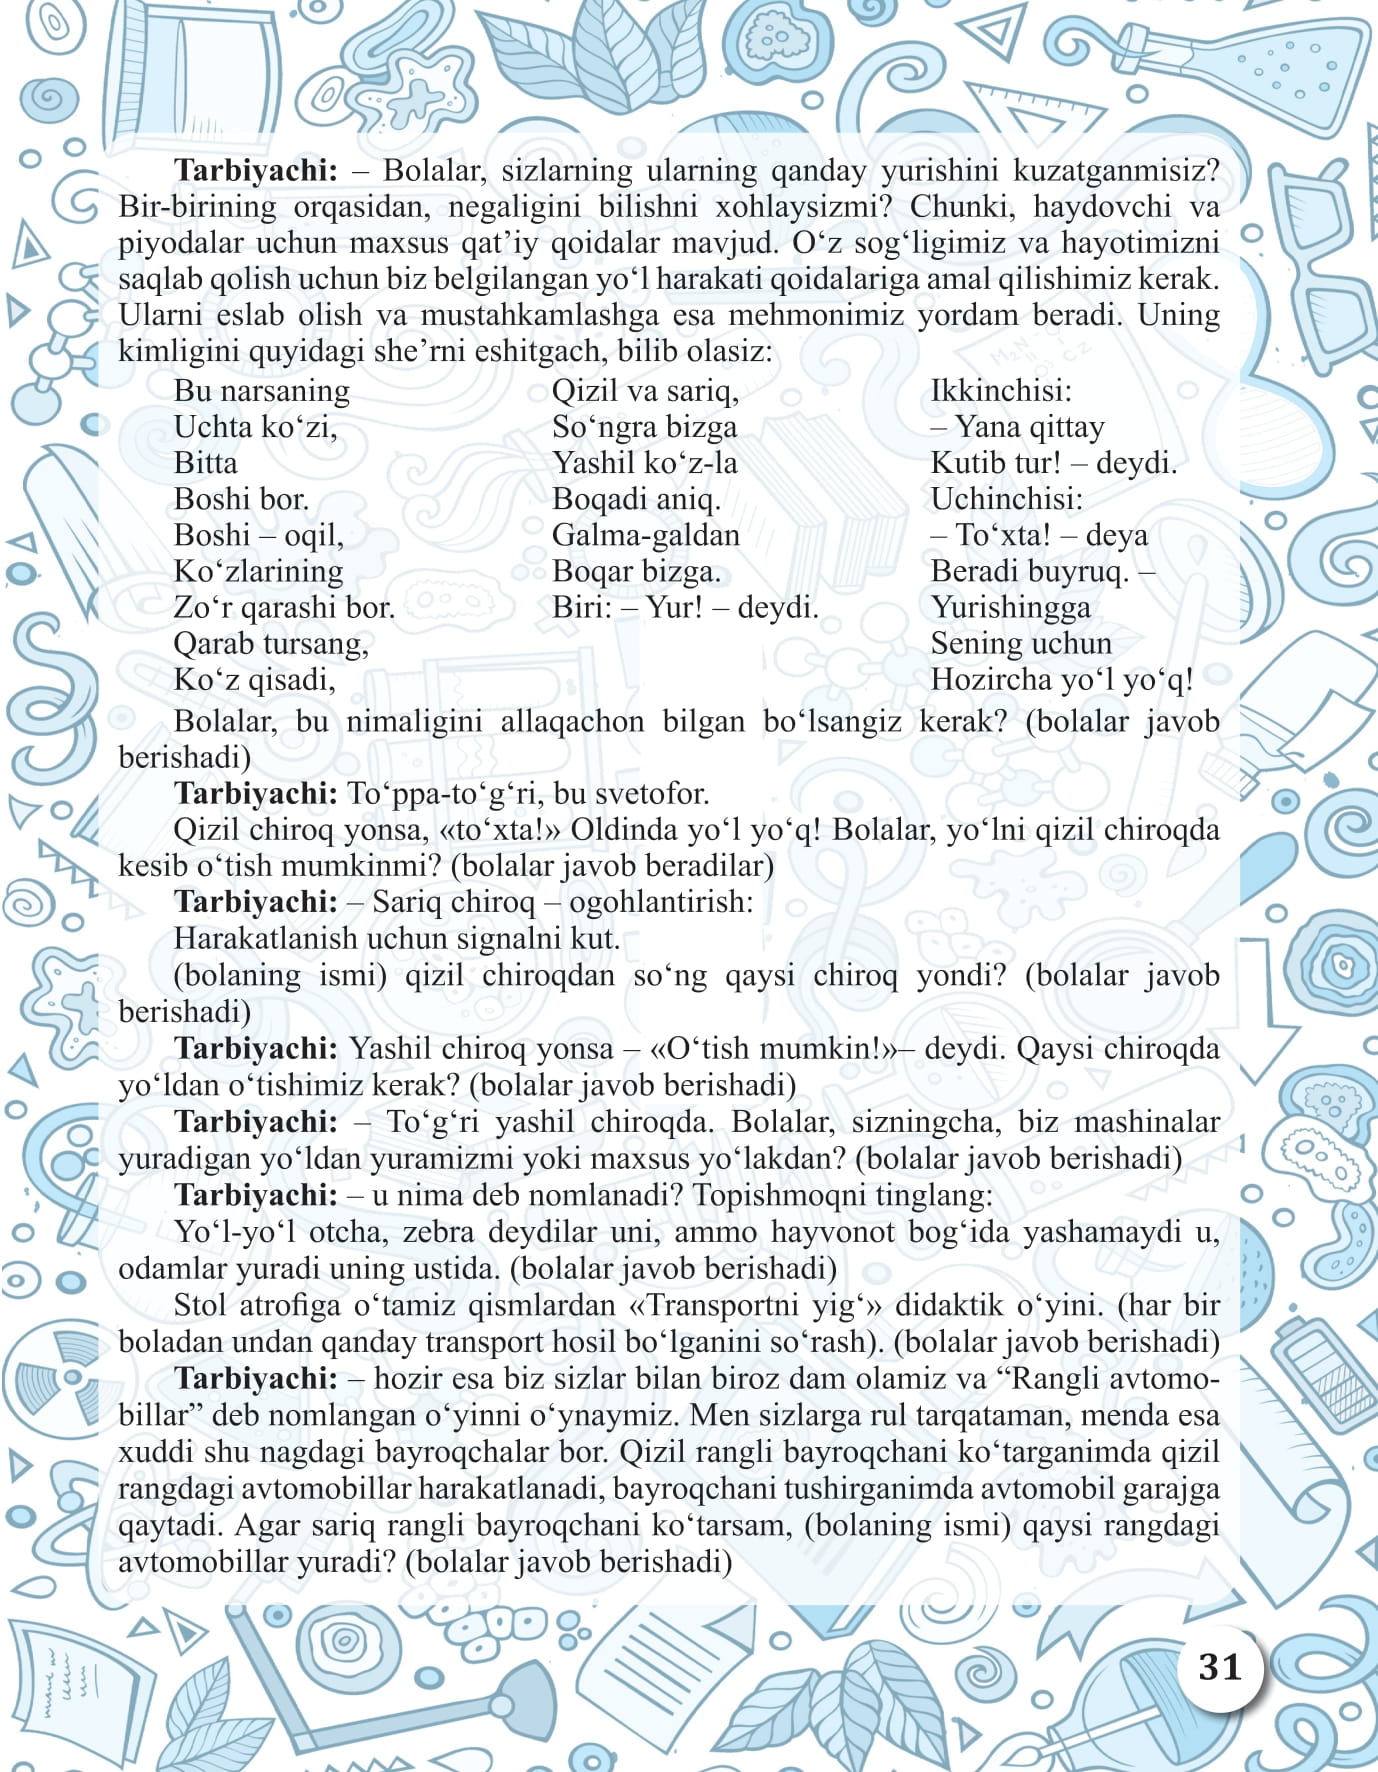 Tarbiyachi: – Bolalar, sizlarning ularning qanday yurishini kuzatganmisiz?
Bir-birining orqasidan, negaligini bilishni xohlaysizmi? Chunki, haydovchi va
piyodalar uchun maxsus qat’iy qoidalar mavjud. O‘z sog‘ligimiz va hayotimizni
saqlab qolish uchun biz belgilangan yo‘l harakati qoidalariga amal qilishimiz kerak.
Ularni eslab olish va mustahkamlashga esa mehmonimiz yordam beradi. Uning
kimligini quyidagi she’rni eshitgach, bilib olasiz:
Bu narsaning
Uchta ko‘zi,
Bitta
Boshi bor.
Boshi – oqil,
Ko‘zlarining
Zo‘r qarashi bor.
Qarab tursang,
Ko‘z qisadi,
Qizil va sariq,
So‘ngra bizga
Yashil ko‘z-la
Boqadi aniq.
Galma-galdan
Boqar bizga.
Biri: – Yur! – deydi.
Ikkinchisi:
– Yana qittay
Kutib tur! – deydi.
Uchinchisi:
– To‘xta! – deya
Beradi buyruq. –
Yurishingga
Sening uchun
Hozircha yo‘l yo‘q!
Bolalar, bu nimaligini allaqachon bilgan bo‘lsangiz kerak? (bolalar javob
berishadi)
Tarbiyachi: To‘ppa-to‘g‘ri, bu svetofor.
Qizil chiroq yonsa, «to‘xta!» Oldinda yo‘l yo‘q! Bolalar, yo‘lni qizil chiroqda
kesib o‘tish mumkinmi? (bolalar javob beradilar)
Tarbiyachi: – Sariq chiroq – ogohlantirish:
Harakatlanish uchun signalni kut.
(bolaning ismi) qizil chiroqdan so‘ng qaysi chiroq yondi? (bolalar javob
berishadi)
Tarbiyachi: Yashil chiroq yonsa – «O‘tish mumkin!»– deydi. Qaysi chiroqda
yo‘ldan o‘tishimiz kerak? (bolalar javob berishadi)
Tarbiyachi: – To‘g‘ri yashil chiroqda. Bolalar, sizningcha, biz mashinalar
yuradigan yo‘ldan yuramizmi yoki maxsus yo‘lakdan? (bolalar javob berishadi)
Tarbiyachi: – u nima deb nomlanadi? Topishmoqni tinglang:
Yo‘l-yo‘l otcha, zebra deydilar uni, ammo hayvonot bog‘ida yashamaydi u,
odamlar yuradi uning ustida. (bolalar javob berishadi)
Stol atrofiga o‘tamiz qismlardan «Transportni yig‘» didaktik o‘yini. (har bir
boladan undan qanday transport hosil bo‘lganini so‘rash). (bolalar javob berishadi)
Tarbiyachi: – hozir esa biz sizlar bilan biroz dam olamiz va “Rangli avtomo-
billar” deb nomlangan o‘yinni o‘ynaymiz. Men sizlarga rul tarqataman, menda esa
xuddi shu nagdagi bayroqchalar bor. Qizil rangli bayroqchani ko‘targanimda qizil
rangdagi avtomobillar harakatlanadi, bayroqchani tushirganimda avtomobil garajga
qaytadi. Agar sariq rangli bayroqchani ko‘tarsam, (bolaning ismi) qaysi rangdagi
avtomobillar yuradi? (bolalar javob berishadi)
31